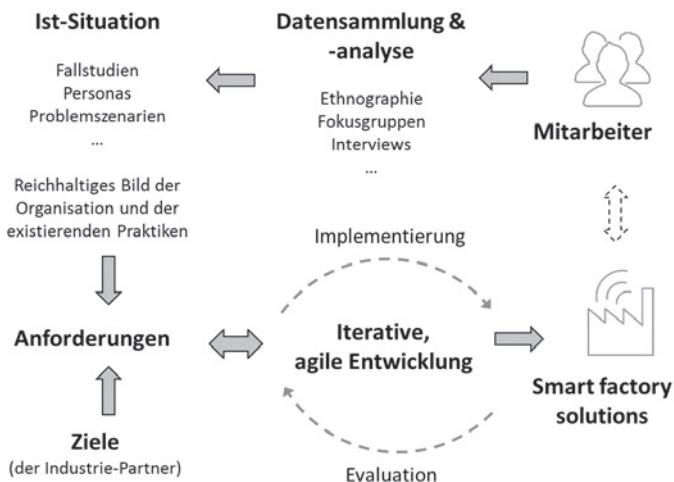 Ist-Situation
Fallstudien
Personas
Problemszenarien
...
Reichhaltiges Bild der
Organisation und der
existierenden Praktiken
Datensammlung &
-analyse
Ethnographie
Fokusgruppen
Interviews
...
Mitarbeiter
Implementierung
Anforderungen
Iterative,
agile Entwicklung
Smart factory
solutions
Ziele
(der Industrie-Partner)
Evaluation